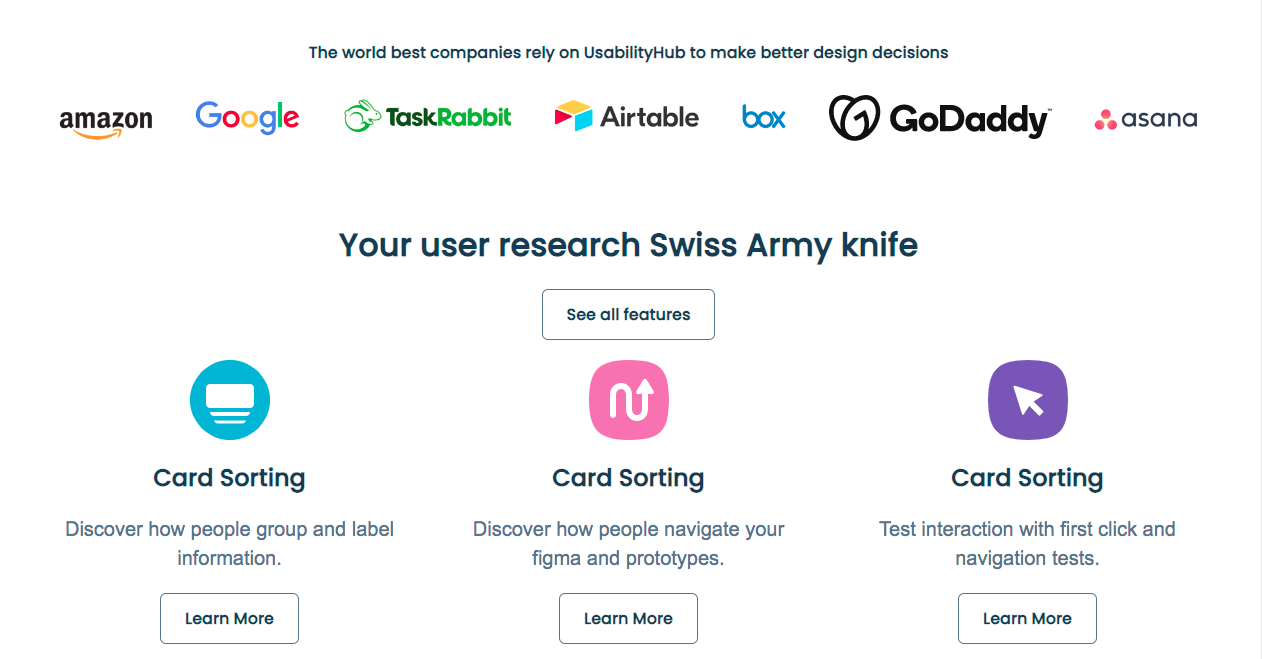 The world best companies rely on UsabilityHub to make better design decisions
amazon Google TaskRabbit Airtable box GoDaddy™ asana
Your user research Swiss Army knife
See all features
Card Sorting
Discover how people group and label
information.
Learn More
Card Sorting
Discover how people navigate your
figma and prototypes.
Learn More
Card Sorting
Test interaction with first click and
navigation tests.
Learn More